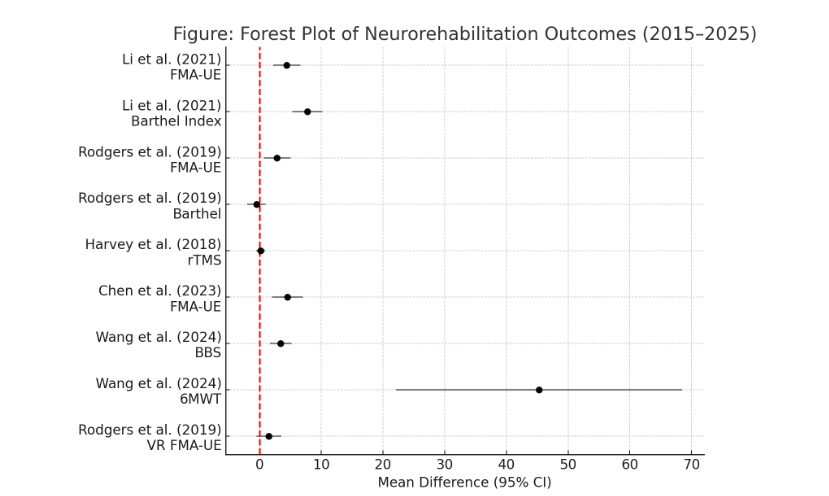 Figure: Forest Plot of Neurorehabilitation Outcomes (2015–2025)
Li et al. (2021)
FMA-UE
Li et al. (2021)
Barthel Index
Rodgers et al. (2019)
FMA-UE
Rodgers et al. (2019)
Barthel
Harvey et al. (2018)
rTMS
Chen et al. (2023)
FMA-UE
Wang et al. (2024)
BBS
Wang et al. (2024)
6MWT
Rodgers et al. (2019)
VR FMA-UE
0 10 20 30 40 50 60 70
Mean Difference (95% CI)